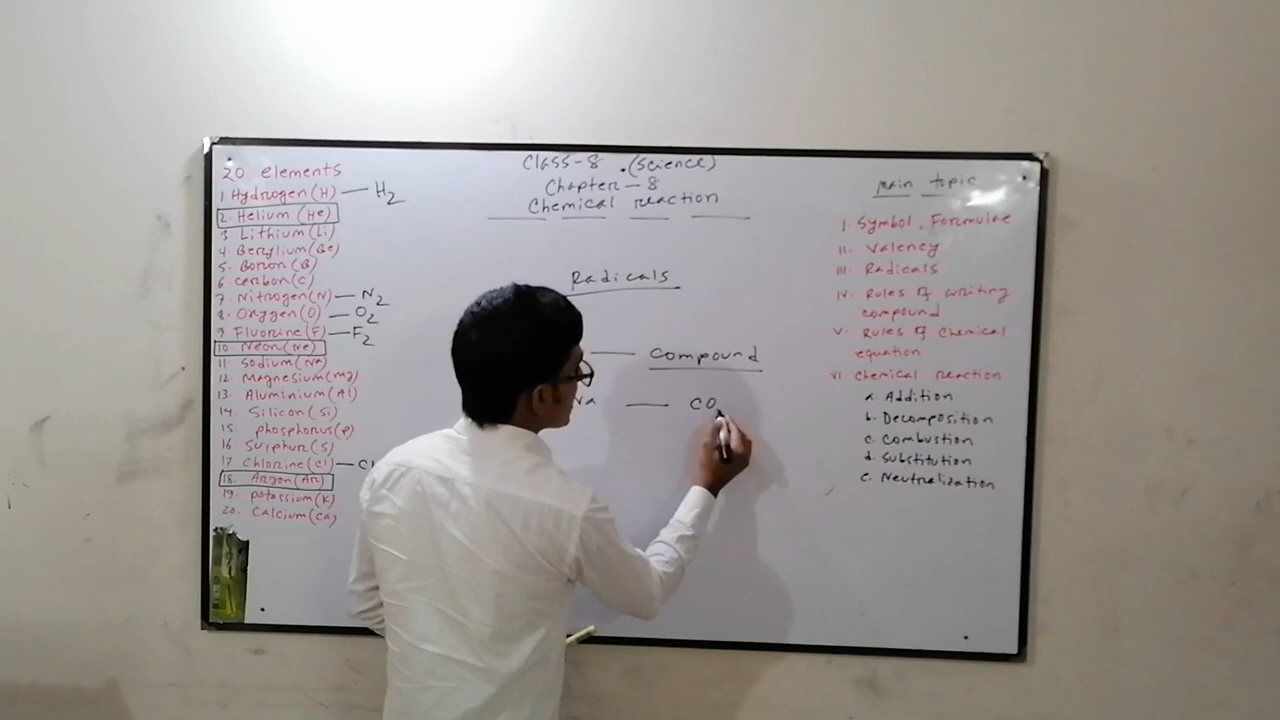 20 elements
1. Hydrogen (H) — H2
2. Helium (He)
3. Lithium (Li)
4. Berylium (Be)
5. Boron (B)
6. Carbon (C)
7. Nitrogen (N) — N2
8. Oxygen (O) — O2
9. Fluorine (F) — F2
10. Neon (Ne)
11. Sodium (Na)
12. Magnesium (Mg)
13. Aluminium (Al)
14. Silicon (Si)
15. phosphorus (P)
16. Sulphur (S)
17. Chlorine (Cl) — Cl
18. Argon (Ar)
19. potassium (K)
20. Calcium (Ca)
Class-8 . (Science)
Chapter - 8
Chemical reaction
Radicals
— Compound
Na — CO
Main topic
I. Symbol, Formulae
II. Valency
III. Radicals
IV. Rules of writing
compound
V. Rules of Chemical
equation
VI. Chemical reaction
a. Addition
b. Decomposition
c. Combustion
d. Substitution
e. Neutralization